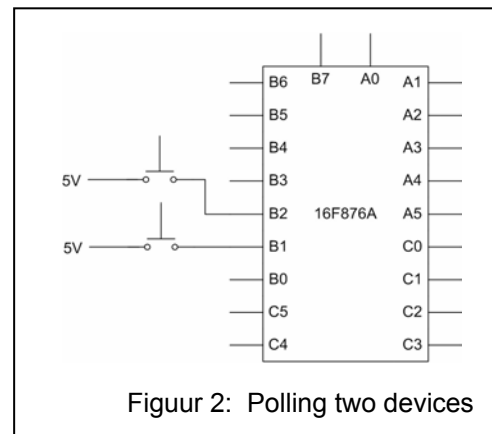 B7 A0
B6 A1
B5 A2
B4 A3
5V B3 A4
B2 16F876A A5
5V B1 C0
B0 C1
C5 C2
C4 C3
Figuur 2: Polling two devices